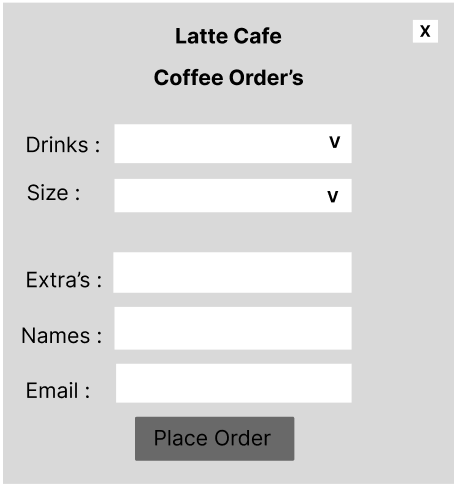 Latte Cafe
X
Coffee Order’s
Drinks :
V
Size :
V
Extra’s :
Names :
Email :
Place Order